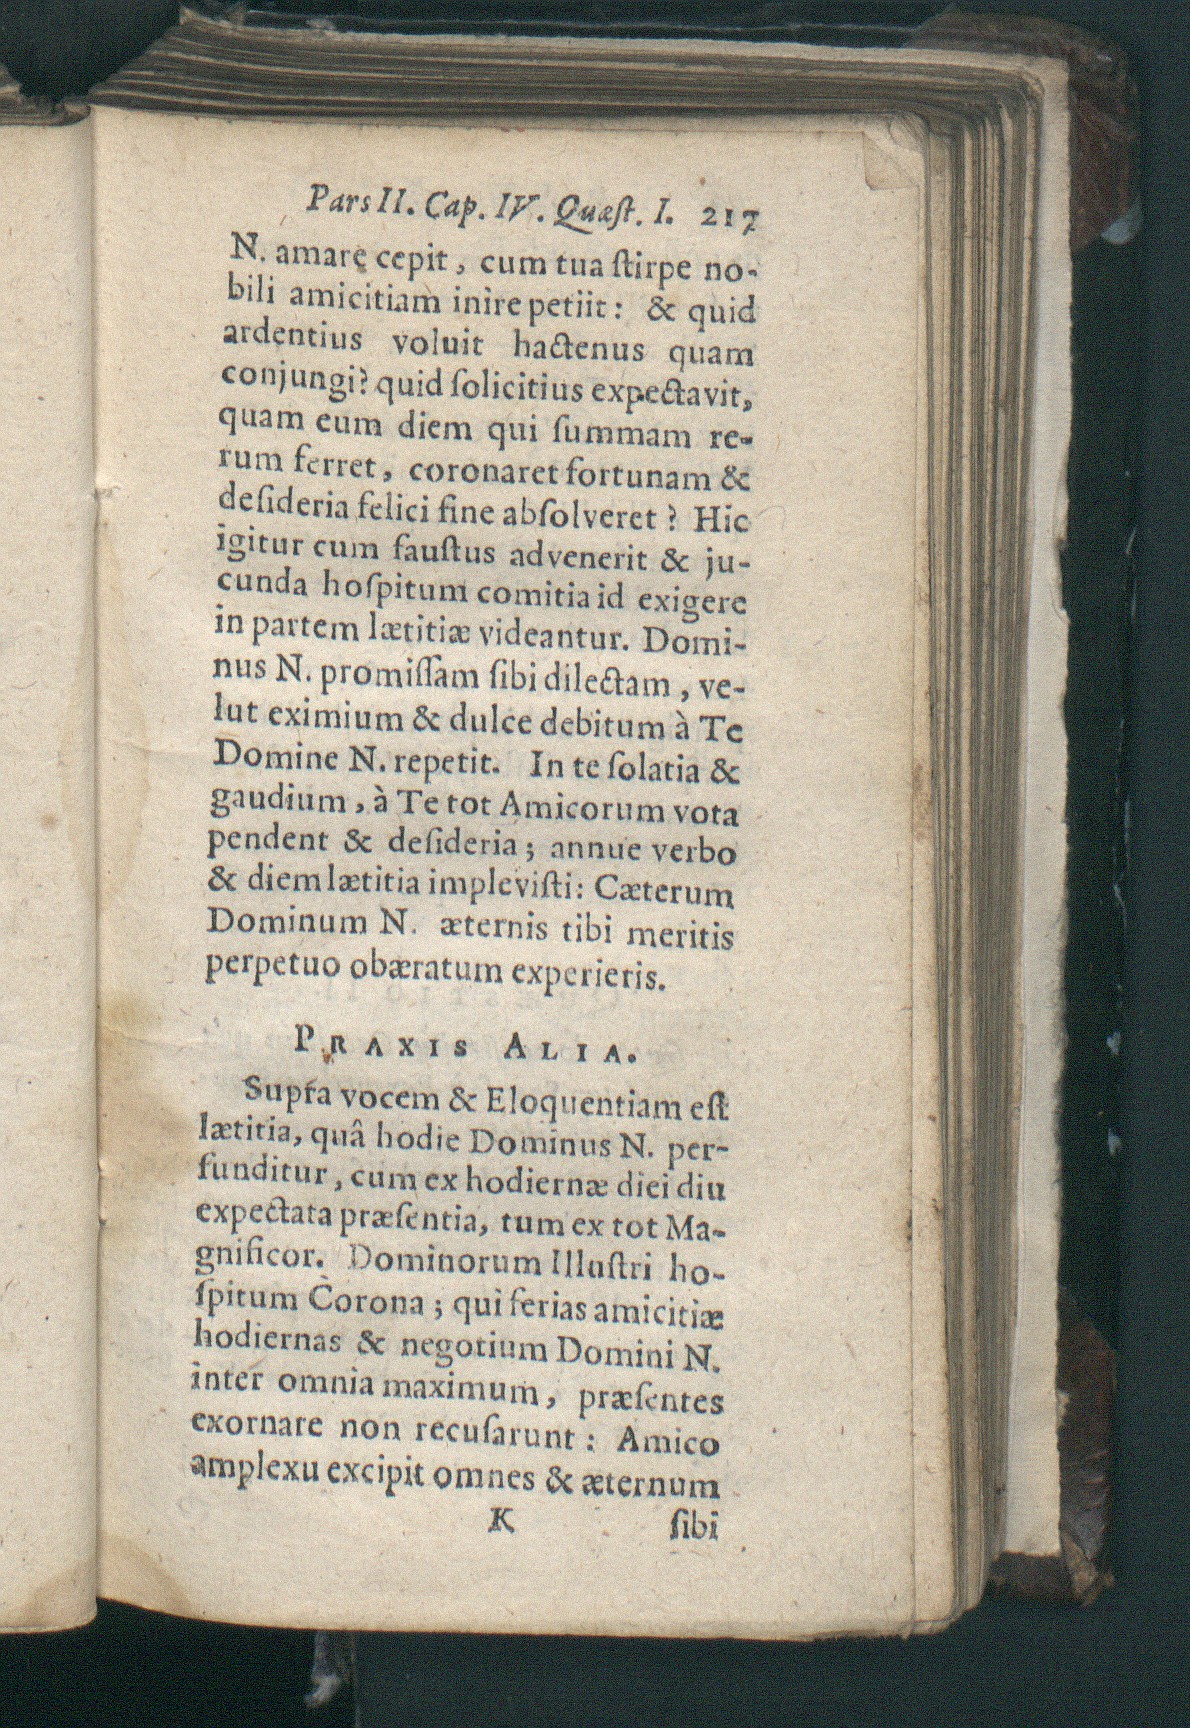 Pars II. Cap. IV. Quæſt. I. 217
N. amare cepit, cum tua ſtirpe no-
bili amicitiam inire petiit: & quid
ardentius voluit hactenus quam
conjungi? quid ſolicitius expectavit,
quam eum diem qui ſummam re-
rum ferret, coronaret fortunam &
deſideria felici fine abſolveret? Hic
igitur cum fauſtus advenerit & ju-
cunda hoſpitum comitia id exigere
in partem lætitiæ videantur. Domi-
nus N. promiſſam ſibi dilectam, ve-
lut eximium & dulce debitum à Te
Domine N. repetit. In te ſolatia &
gaudium, à Te tot Amicorum vota
pendent & deſideria; annue verbo
& diem lætitia impleviſti: Cæterum
Dominum N. æternis tibi meritis
perpetuo obæratum experieris.
PRAXIS ALIA.
Supra vocem & Eloquentiam eſt
lætitia, quâ hodie Dominus N. per-
funditur, cum ex hodiernæ diei diu
expectata præſentia, tum ex tot Ma-
gnificor. Dominorum Illuſtri ho-
ſpitum Corona; qui ferias amicitiæ
hodiernas & negotium Domini N.
inter omnia maximum, præſentes
exornare non recuſarunt: Amico
amplexu excipit omnes & æternum
K ſibi